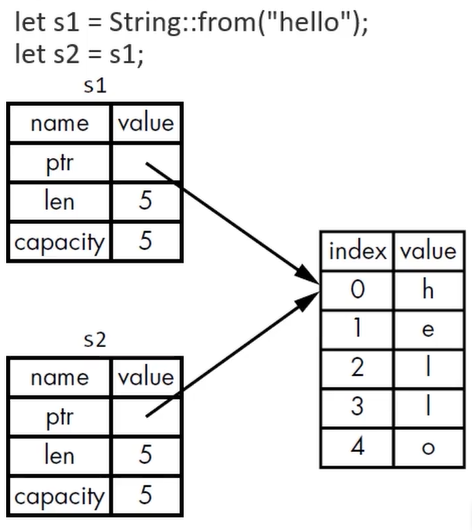 let s1 = String::from("hello");
let s2 = s1;
s1
name value
ptr
len 5
capacity 5
s2
name value
ptr
len 5
capacity 5
index value
0 h
1 e
2 l
3 l
4 o